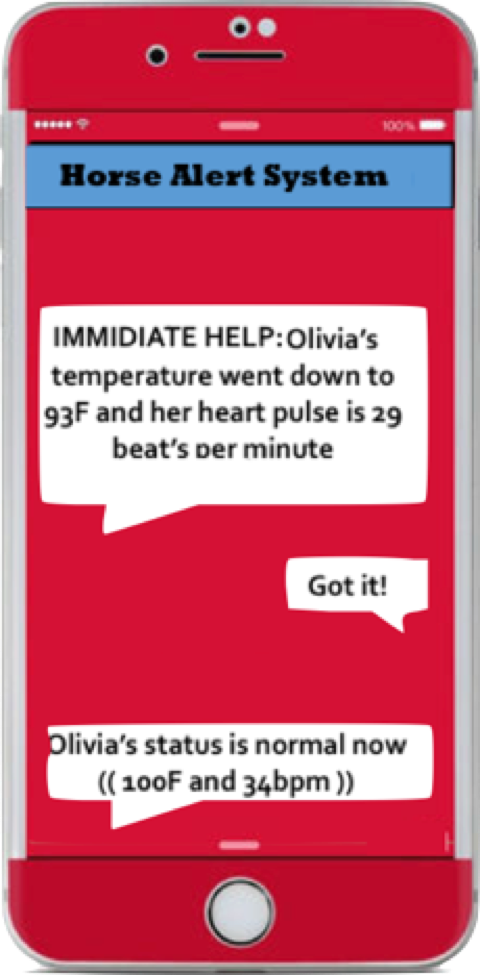 100%
Horse Alert System
IMMIDIATE HELP: Olivia's
temperature went down to
93F and her heart pulse is 29
beat's per minute
Got it!
Olivia's status is normal now
(( 100F and 34bpm ))